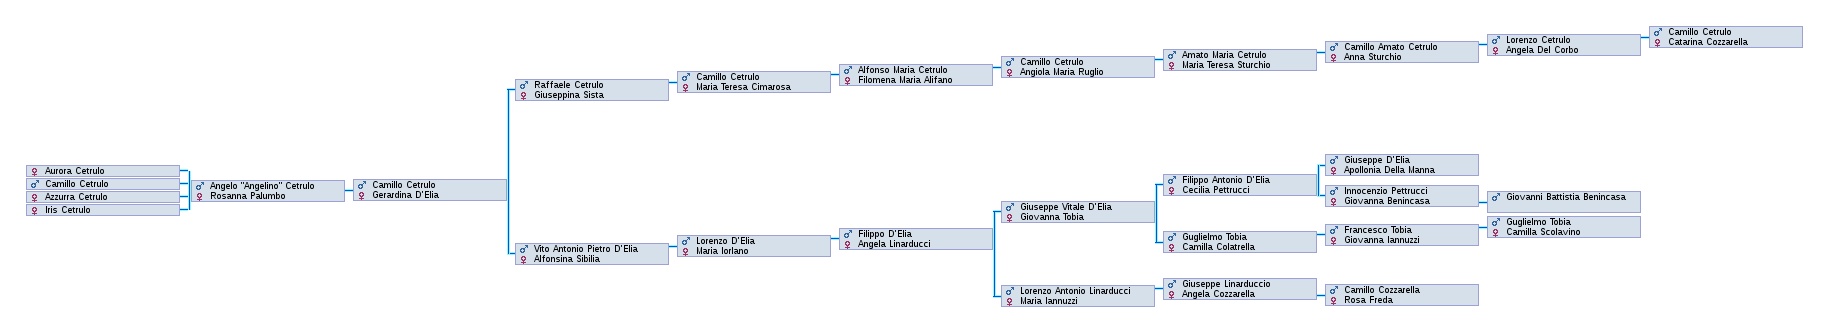 Aurora Cetrulo
Camillo Cetrulo
Azzurra Cetrulo
Iris Cetrulo
Angelo "Angelino" Cetrulo
Rosanna Palumbo
Camillo Cetrulo
Gerardina D'Elia
Raffaele Cetrulo
Giuseppina Sista
Camillo Cetrulo
Maria Teresa Cimarosa
Alfonso Maria Cetrulo
Filomena Maria Alifano
Camillo Cetrulo
Angiola Maria Ruglio
Amato Maria Cetrulo
Maria Teresa Sturchio
Camillo Amato Cetrulo
Anna Sturchio
Lorenzo Cetrulo
Angela Del Corbo
Camillo Cetrulo
Catarina Cozzarella
Vito Antonio Pietro D'Elia
Alfonsina Sibilia
Lorenzo D'Elia
Maria Iorlano
Filippo D'Elia
Angela Linarducci
Giuseppe Vitale D'Elia
Giovanna Tobia
Filippo Antonio D'Elia
Cecilia Pettrucci
Giuseppe D'Elia
Apollonia Della Manna
Innocenzio Pettrucci
Giovanna Benincasa
Giovanni Battistia Benincasa
Guglielmo Tobia
Camilla Colatrella
Francesco Tobia
Giovanna Iannuzzi
Guglielmo Tobia
Camilla Scolavino
Lorenzo Antonio Linarducci
Maria Iannuzzi
Giuseppe Linarduccio
Angela Cozzarella
Camillo Cozzarella
Rosa Freda